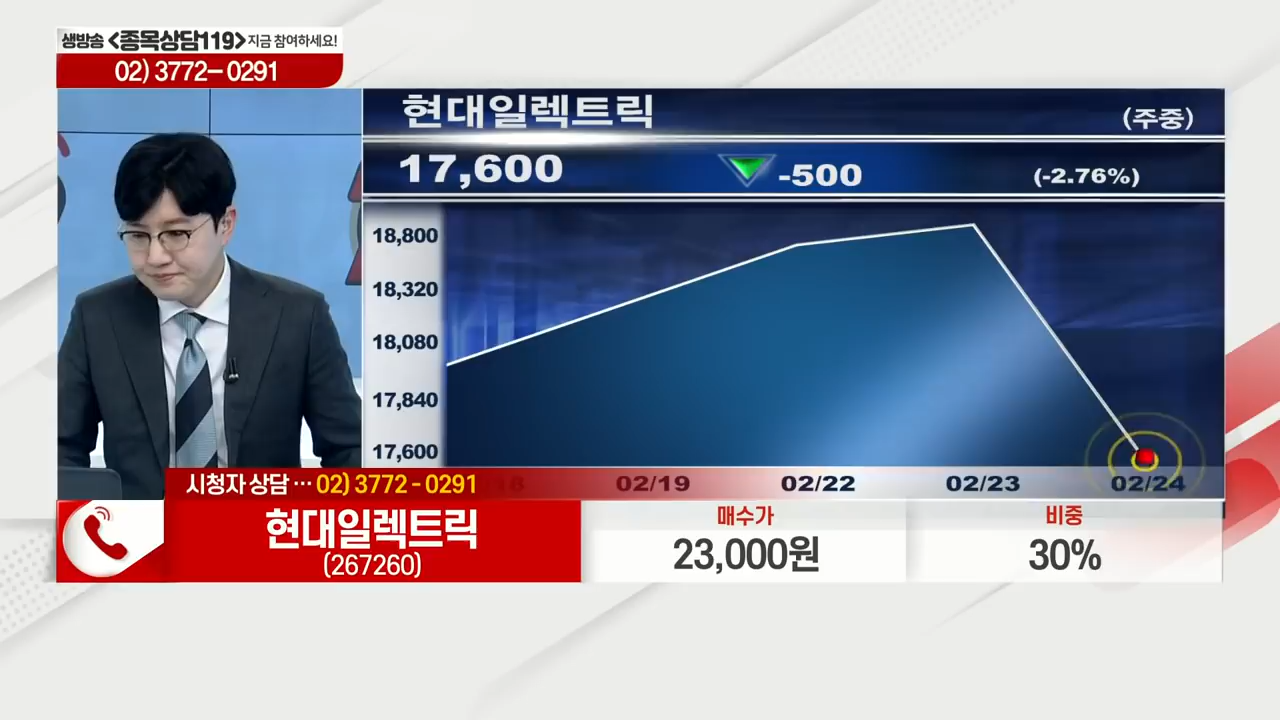 생방송 <종목상담119> 지금 참여하세요!
02) 3772-0291
현대일렉트릭 (주중)
17,600 -500 (-2.76%)
18,800
18,320
18,080
17,840
17,600
02/19 02/22 02/23 02/24
시청자 상담… 02) 3772-0291
현대일렉트릭
(267260)
매수가
23,000원
비중
30%